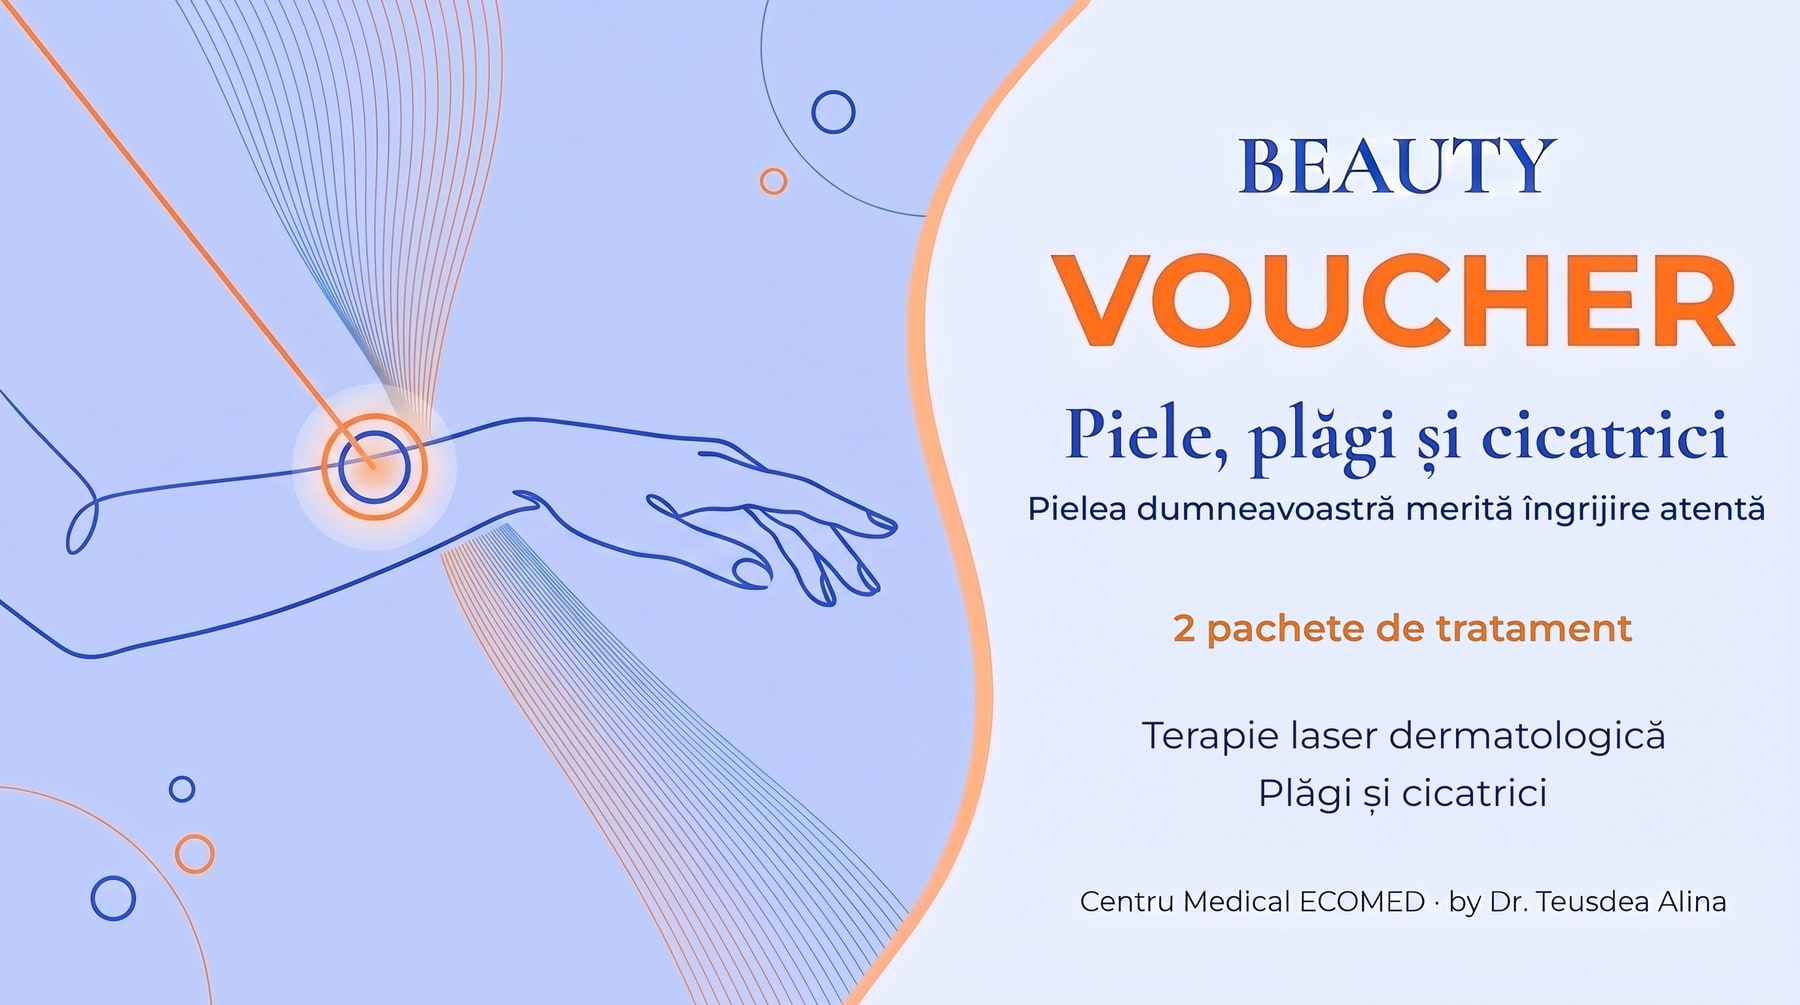 BEAUTY
VOUCHER
Piele, plăgi și cicatrici
Pielea dumneavoastră merită îngrijire atentă
2 pachete de tratament
Terapie laser dermatologică
Plăgi și cicatrici
Centru Medical ECOMED · by Dr. Teusdea Alina